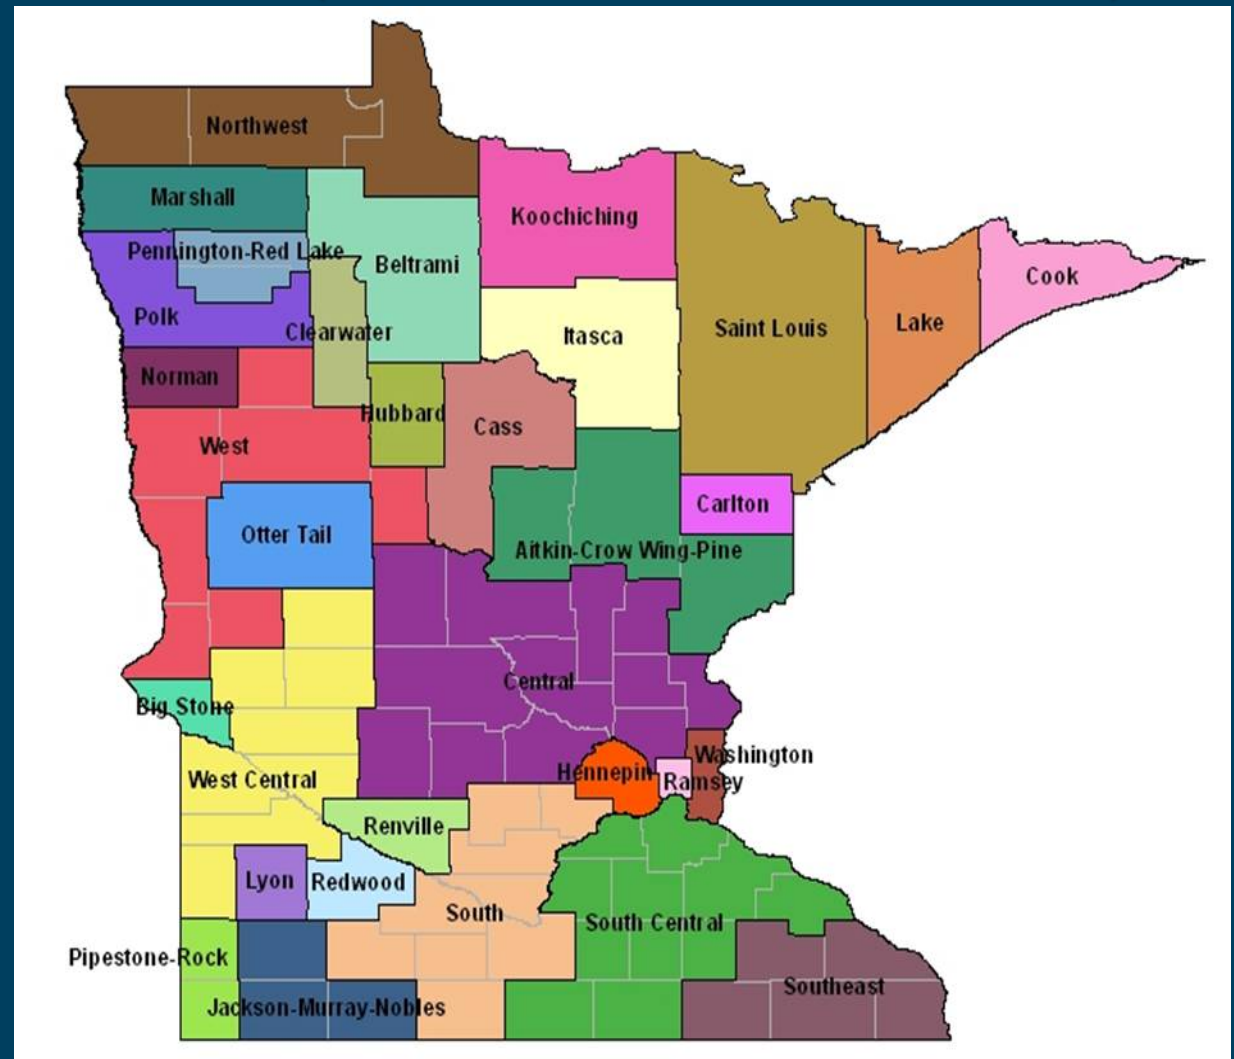 Northwest
Marshall
Koochiching
Pennington-Red Lake
Beltrami
Cook
Polk
Clearwater
Itasca
Saint Louis
Lake
Norman
Hubbard
Cass
West
Carlton
Otter Tail
Aitkin-Crow Wing-Pine
Central
Big Stone
Washington
West Central
Hennepin
Ramsey
Renville
Lyon
Redwood
South
South Central
Pipestone-Rock
Southeast
Jackson-Murray-Nobles